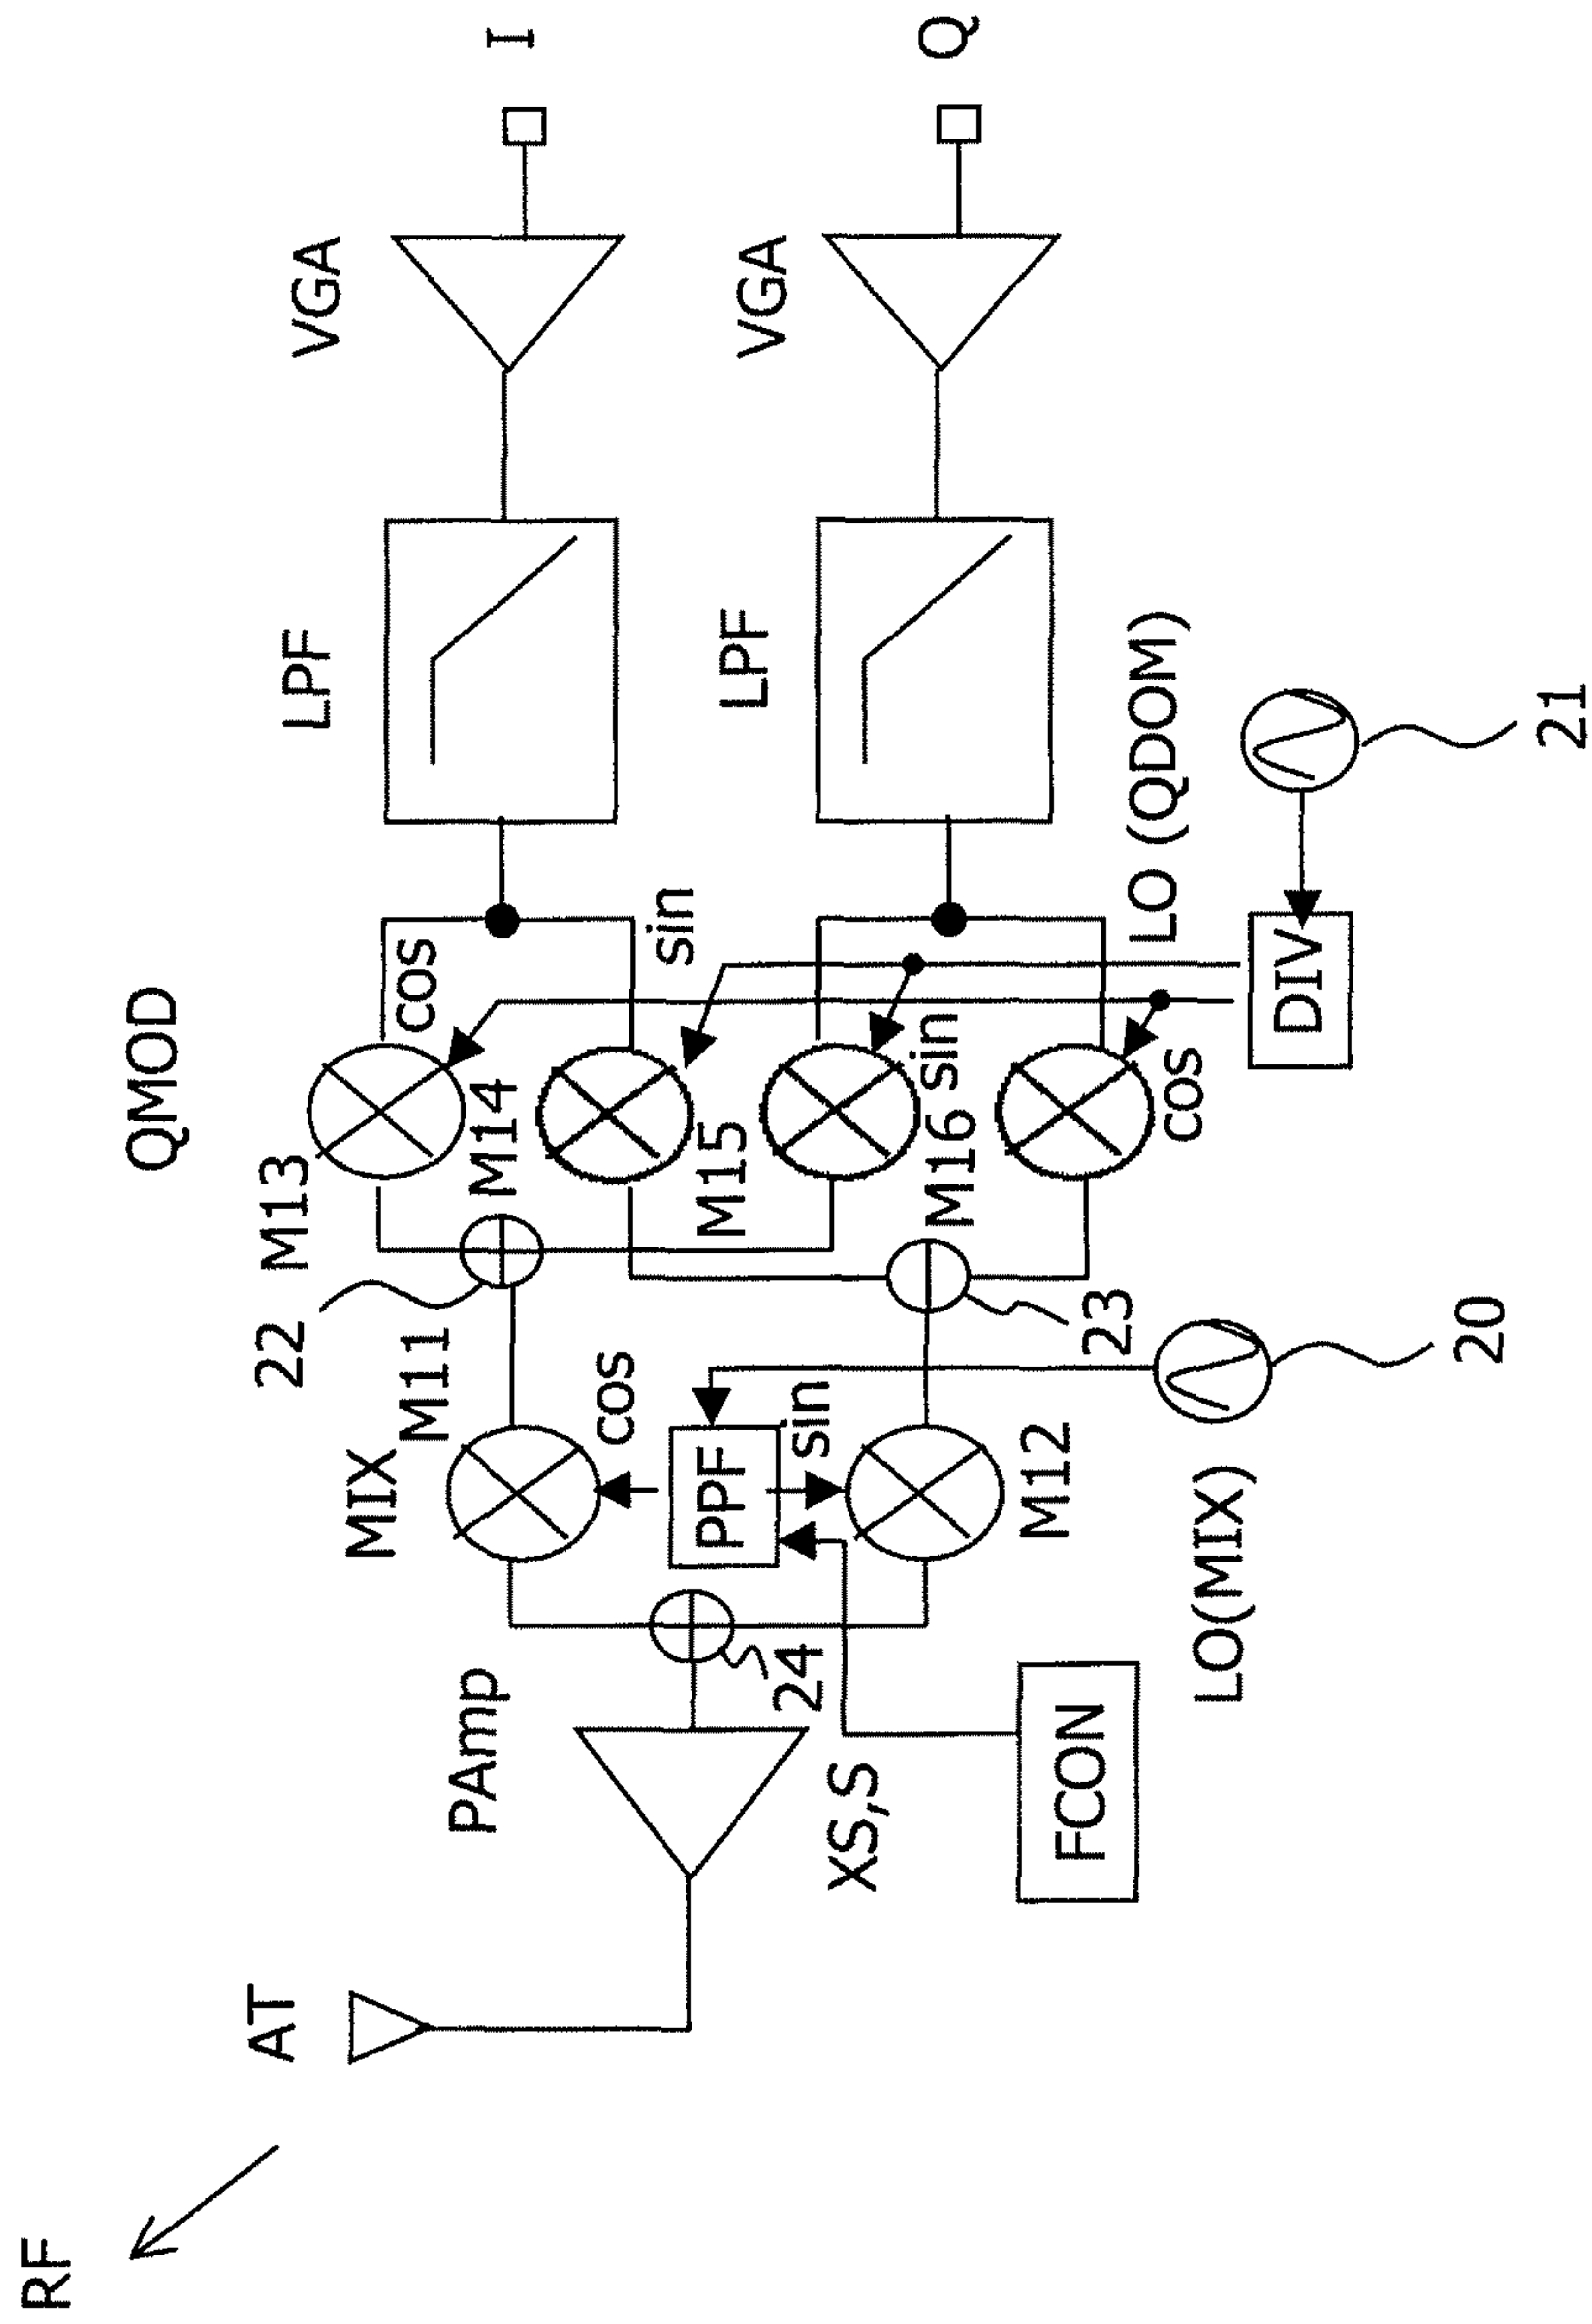 RF
AT
PAmp
MIX
M11
22
M13
QMOD
LPF
VGA
I
cos
M14
cos
sin
24
PPF
sin
M15
M16
sin
cos
LPF
VGA
Q
XS,S
FCON
M12
23
LO(MIX)
20
DIV
LO (QDOM)
21